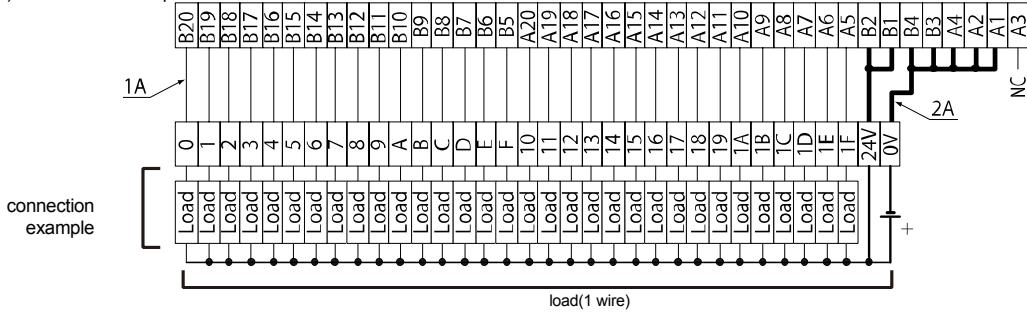 B20 B19 B18 B17 B16 B15 B14 B13 B12 B11 B10 B9 B8 B7 B6 B5 A20 A19 A18 A17 A16 A15 A14 A13 A12 A11 A10 A9 A8 A7 A6 A5 B2 B1 B4 B3 A4 A2 A1 A3
1A
NC
2A
0 1 2 3 4 5 6 7 8 9 A B C D E F 10 11 12 13 14 15 16 17 18 19 1A 1B 1C 1D 1E 1F 24V 0V
connection
example
Load Load Load Load Load Load Load Load Load Load Load Load Load Load Load Load Load Load Load Load Load Load Load Load Load Load Load Load Load Load Load Load
+
load(1 wire)